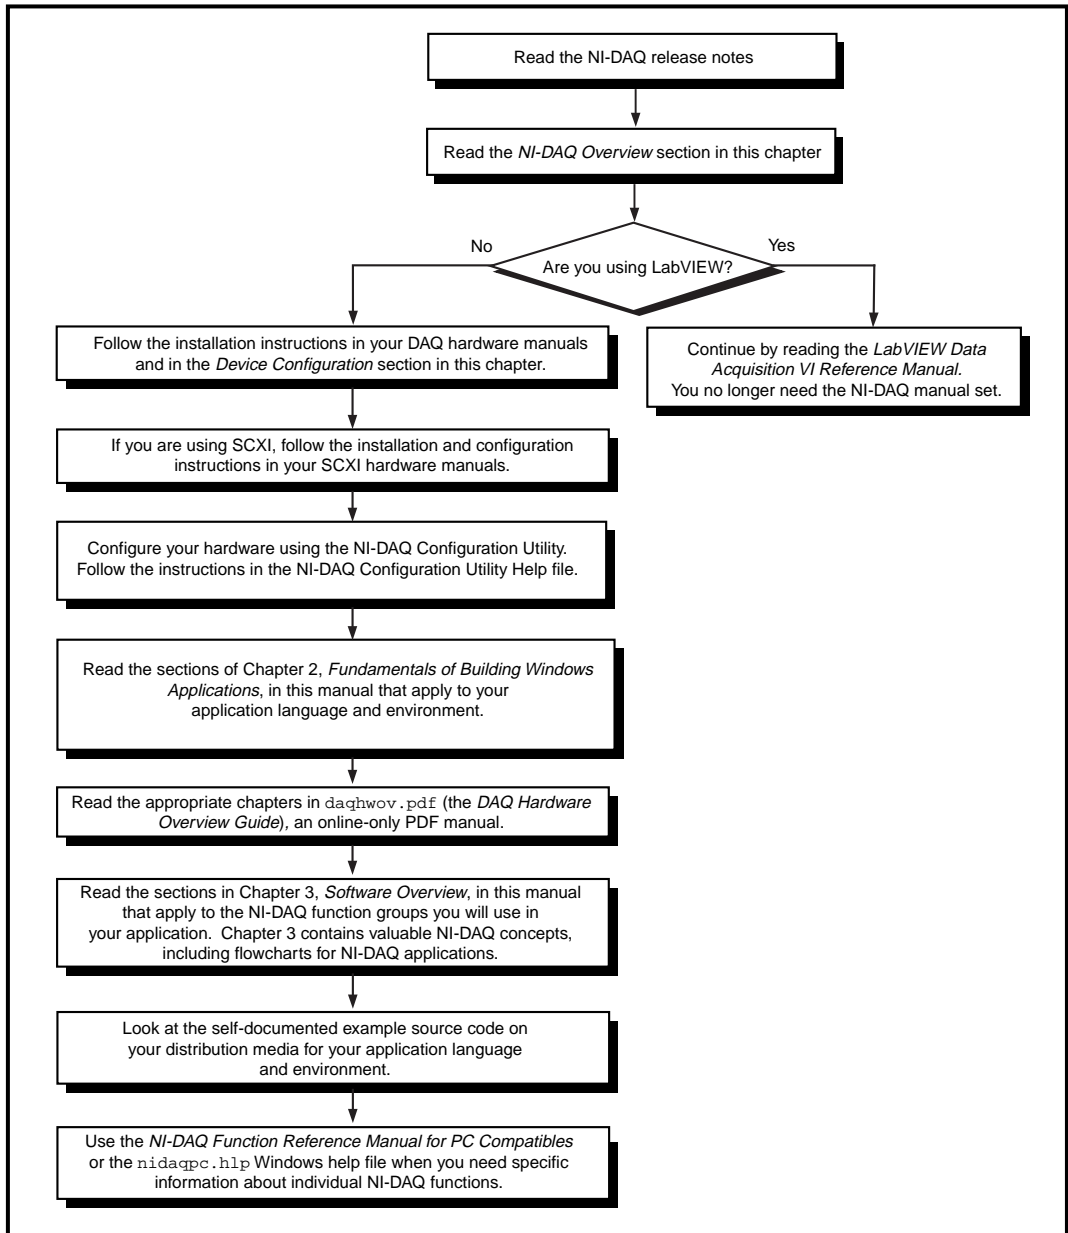 Read the NI-DAQ release notes
Read the NI-DAQ Overview section in this chapter
No
Yes
Are you using LabVIEW?
Follow the installation instructions in your DAQ hardware manuals
and in the Device Configuration section in this chapter.
Continue by reading the LabVIEW Data
Acquisition VI Reference Manual.
You no longer need the NI-DAQ manual set.
If you are using SCXI, follow the installation and configuration
instructions in your SCXI hardware manuals.
Configure your hardware using the NI-DAQ Configuration Utility.
Follow the instructions in the NI-DAQ Configuration Utility Help file.
Read the sections of Chapter 2, Fundamentals of Building Windows
Applications, in this manual that apply to your
application language and environment.
Read the appropriate chapters in daqhwov.pdf (the DAQ Hardware
Overview Guide), an online-only PDF manual.
Read the sections in Chapter 3, Software Overview, in this manual
that apply to the NI-DAQ function groups you will use in
your application. Chapter 3 contains valuable NI-DAQ concepts,
including flowcharts for NI-DAQ applications.
Look at the self-documented example source code on
your distribution media for your application language
and environment.
Use the NI-DAQ Function Reference Manual for PC Compatibles
or the nidaqpc.hlp Windows help file when you need specific
information about individual NI-DAQ functions.